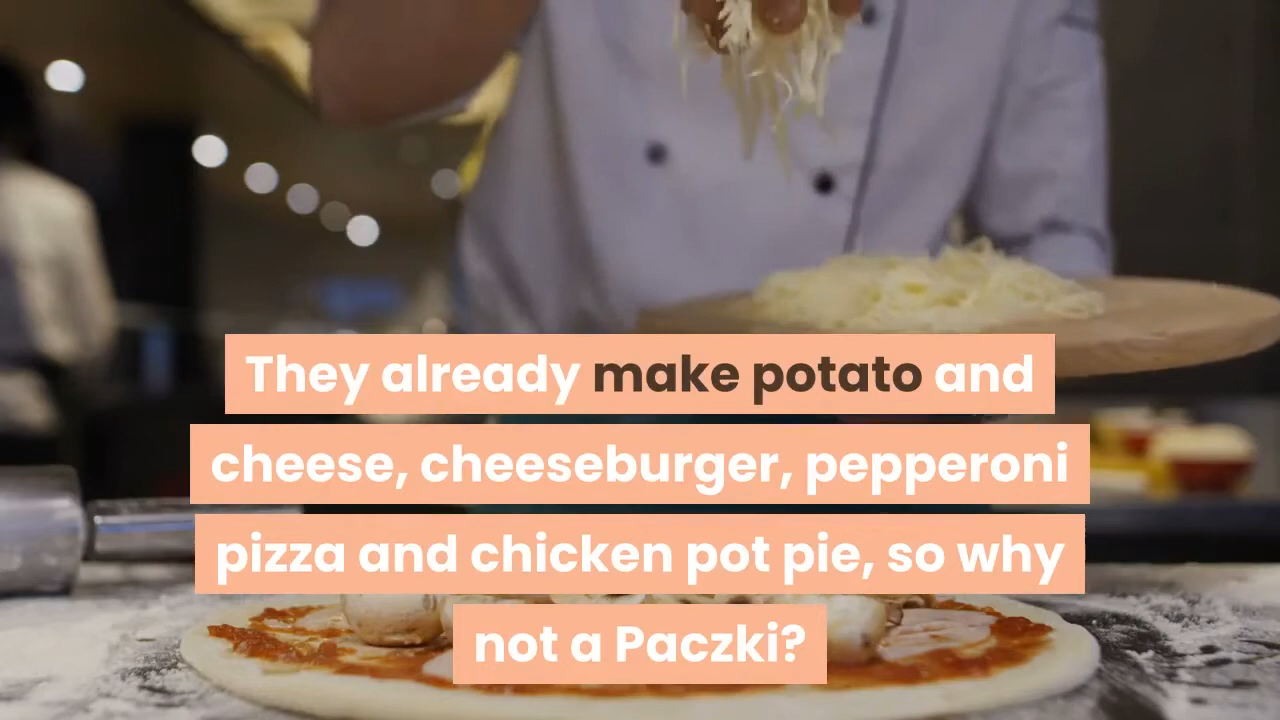 They already make potato and
cheese, cheeseburger, pepperoni
pizza and chicken pot pie, so why
not a Paczki?